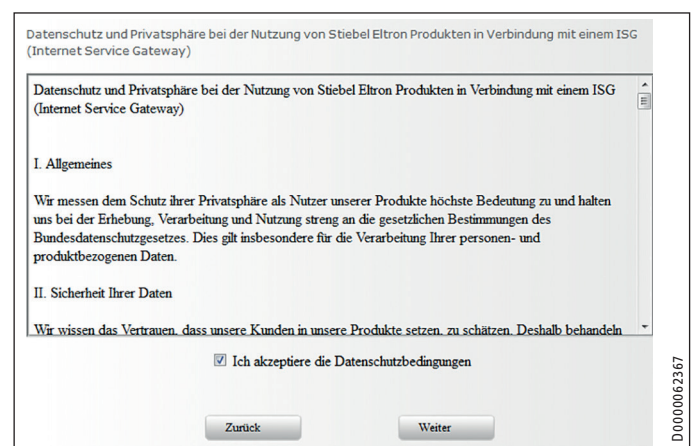 Datenschutz und Privatsphäre bei der Nutzung von Stiebel Eltron Produkten in Verbindung mit einem ISG
(Internet Service Gateway)
Datenschutz und Privatsphäre bei der Nutzung von Stiebel Eltron Produkten in Verbindung mit einem ISG
(Internet Service Gateway)
I. Allgemeines
Wir messen dem Schutz ihrer Privatsphäre als Nutzer unserer Produkte höchste Bedeutung zu und halten
uns bei der Erhebung, Verarbeitung und Nutzung streng an die gesetzlichen Bestimmungen des
Bundesdatenschutzgesetzes. Dies gilt insbesondere für die Verarbeitung Ihrer personen- und
produktbezogenen Daten.
II. Sicherheit Ihrer Daten
Wir wissen das Vertrauen, dass unsere Kunden in unsere Produkte setzen, zu schätzen. Deshalb behandeln
Ich akzeptiere die Datenschutzbedingungen
Zurück
Weiter
D0000062367